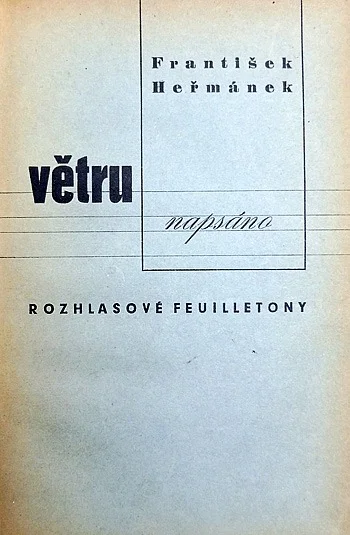 František
Heřmánek
větru
napsáno
ROZHLASOVÉ FEUILLETONY